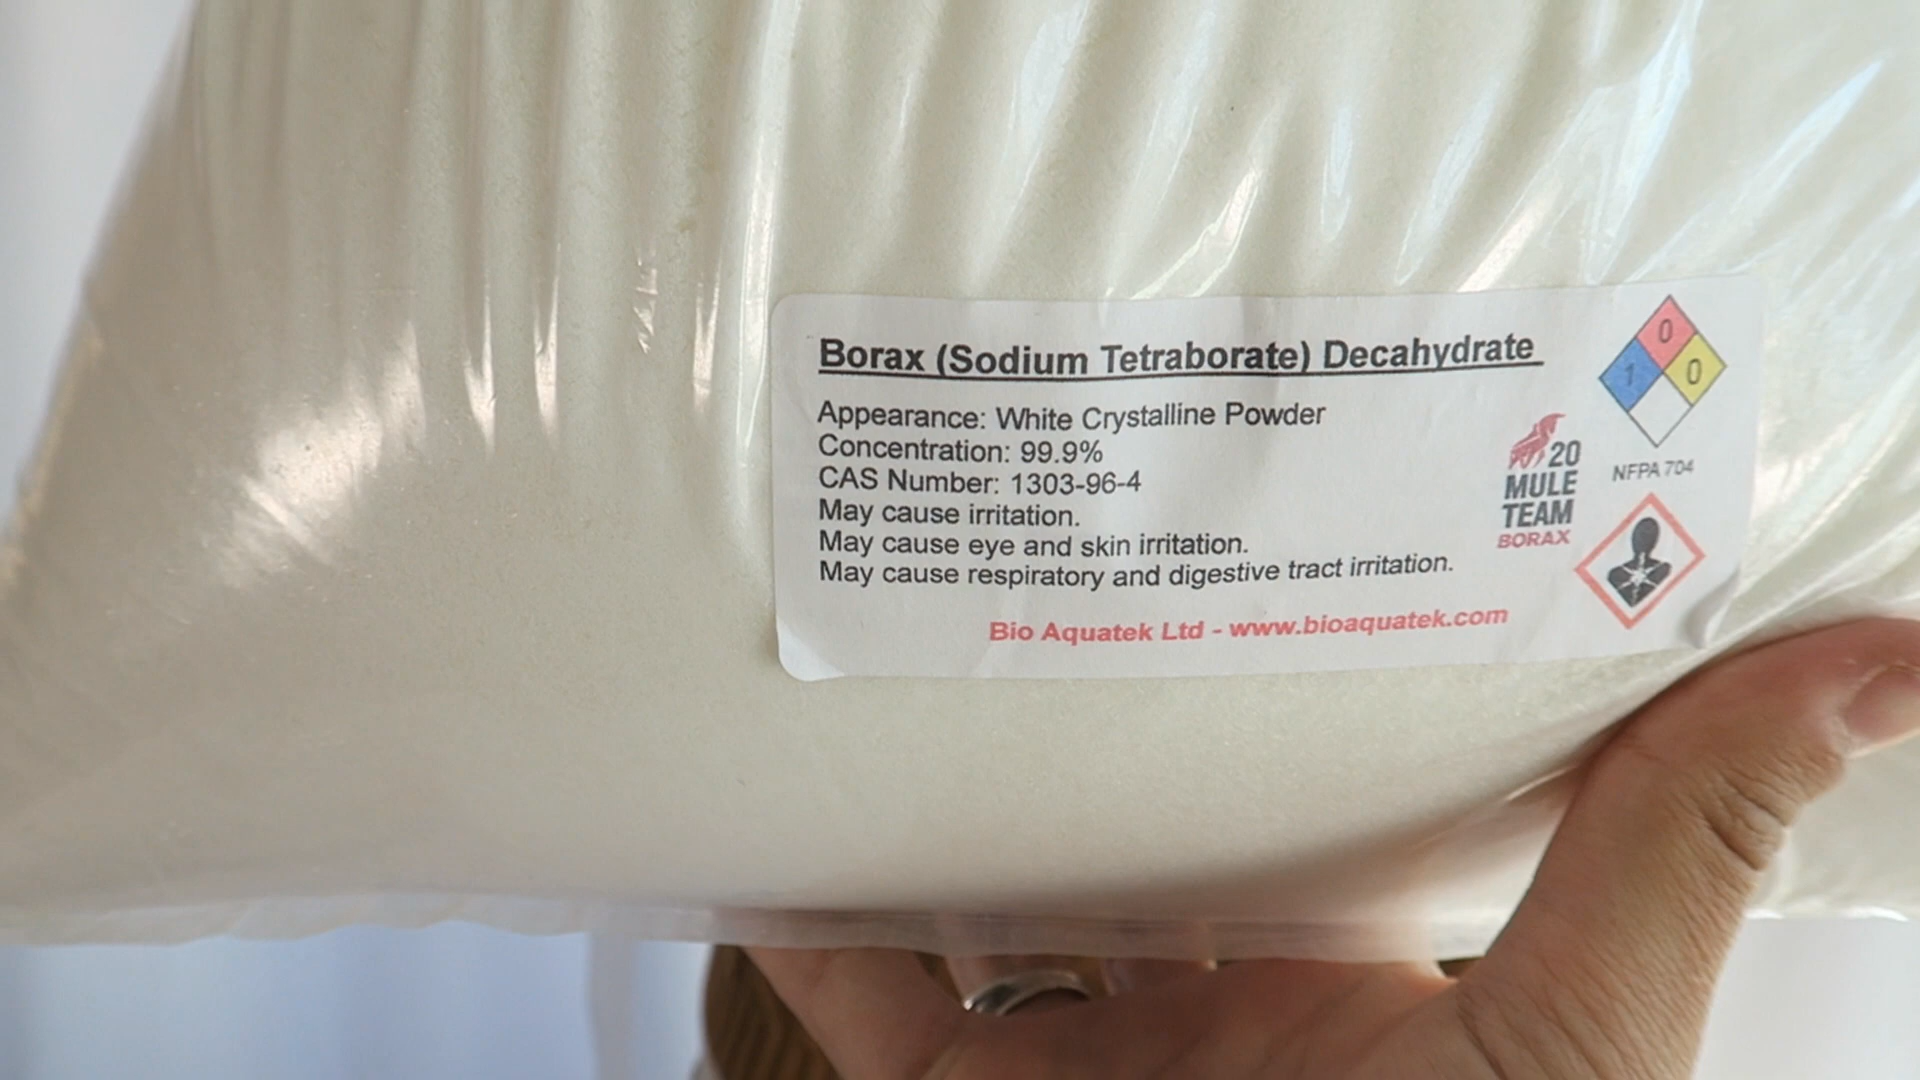 Borax (Sodium Tetraborate) Decahydrate
Appearance: White Crystalline Powder
Concentration: 99.9%
CAS Number: 1303-96-4
May cause irritation.
May cause eye and skin irritation.
May cause respiratory and digestive tract irritation.
Bio Aquatek Ltd - www.bioaquatek.com
20
MULE
TEAM
BORAX
0
1 0
NFPA 704